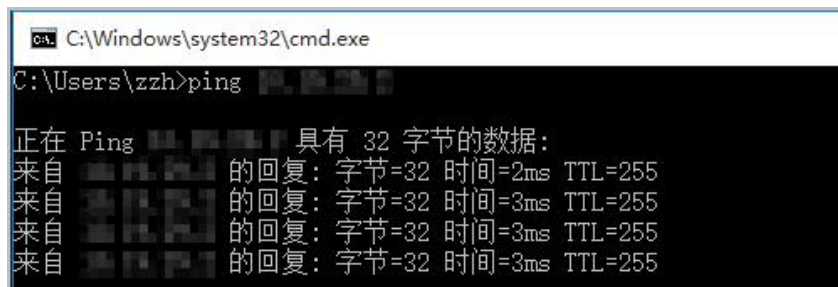 C:\Windows\system32\cmd.exe
C:\Users\zzh>ping
正在 Ping 具有 32 字节的数据:
来自 的回复: 字节=32 时间=2ms TTL=255
来自 的回复: 字节=32 时间=3ms TTL=255
来自 的回复: 字节=32 时间=3ms TTL=255
来自 的回复: 字节=32 时间=3ms TTL=255